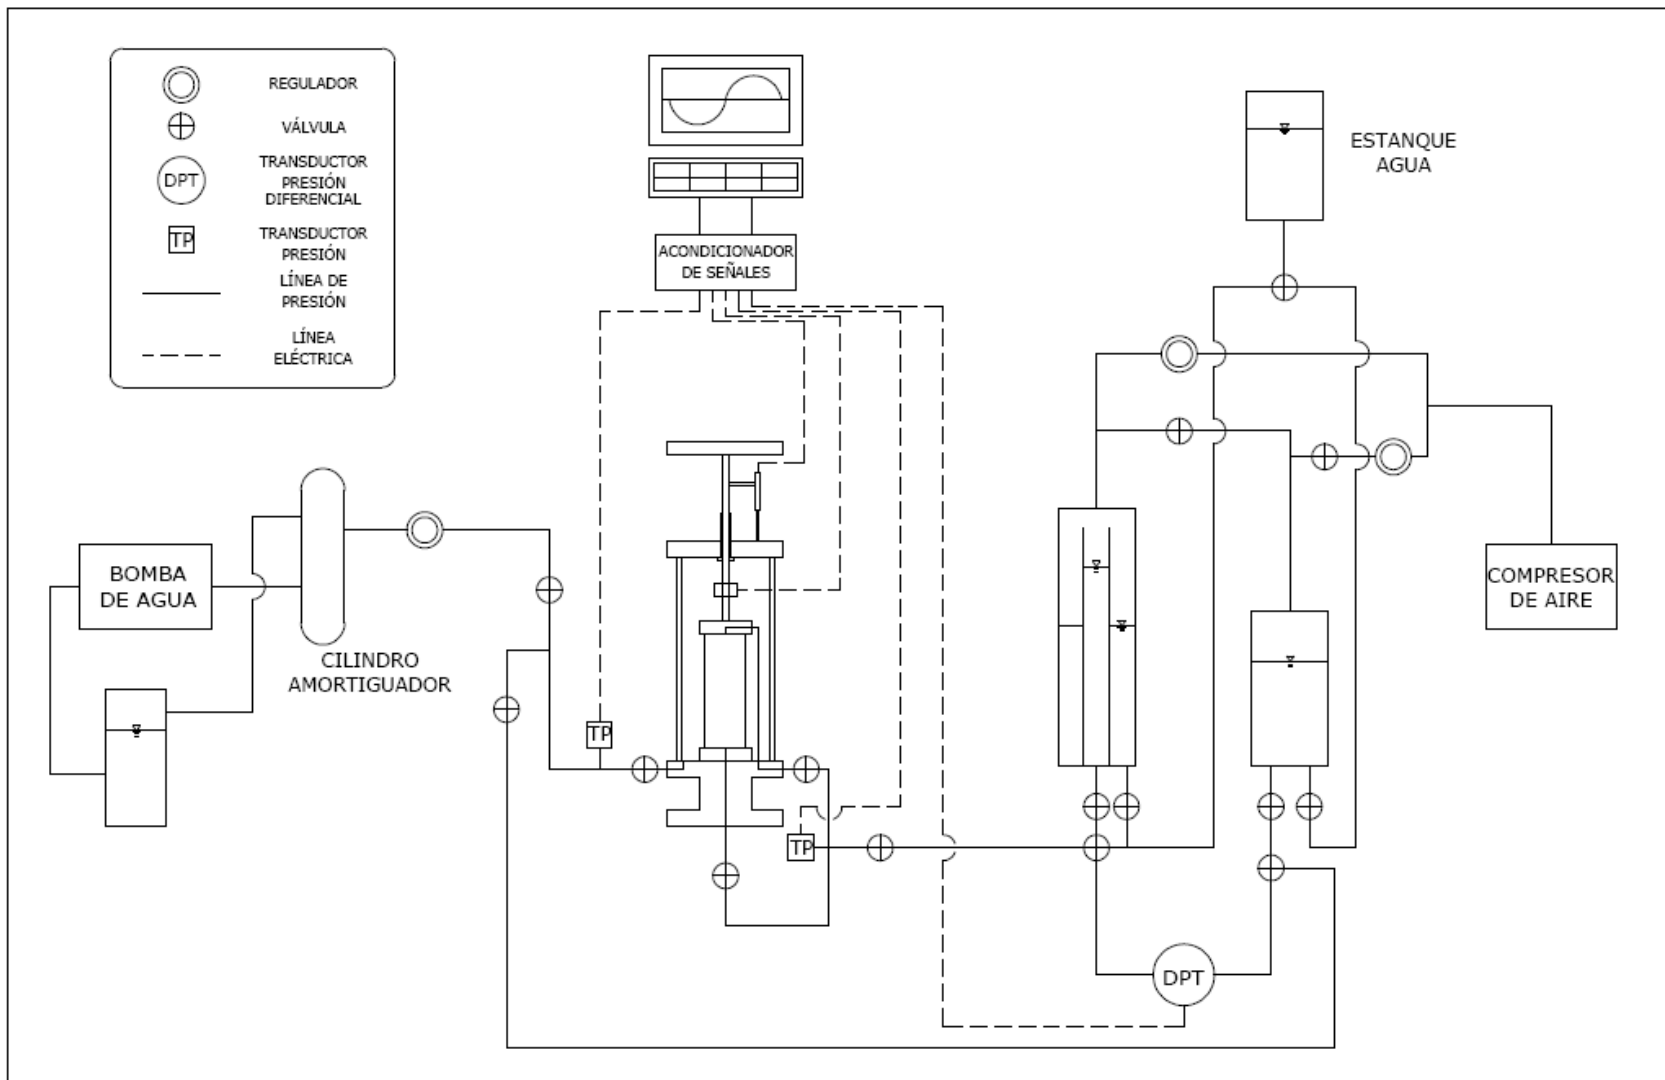 REGULADOR
VÁLVULA
DPT
TRANSDUCTOR
PRESIÓN
DIFERENCIAL
TP
TRANSDUCTOR
PRESIÓN
LÍNEA DE
PRESIÓN
LÍNEA
ELÉCTRICA
ACONDICIONADOR
DE SEÑALES
ESTANQUE
AGUA
BOMBA
DE AGUA
CILINDRO
AMORTIGUADOR
COMPRESOR
DE AIRE
TP
TP
DPT